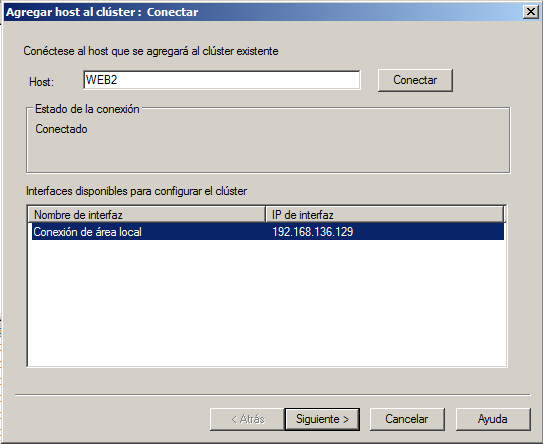 Agregar host al clúster : Conectar
Conéctese al host que se agregará al clúster existente
Host: WEB2 Conectar
Estado de la conexión
Conectado
Interfaces disponibles para configurar el clúster
Nombre de interfaz IP de interfaz
Conexión de área local 192.168.136.129
< Atrás Siguiente > Cancelar Ayuda